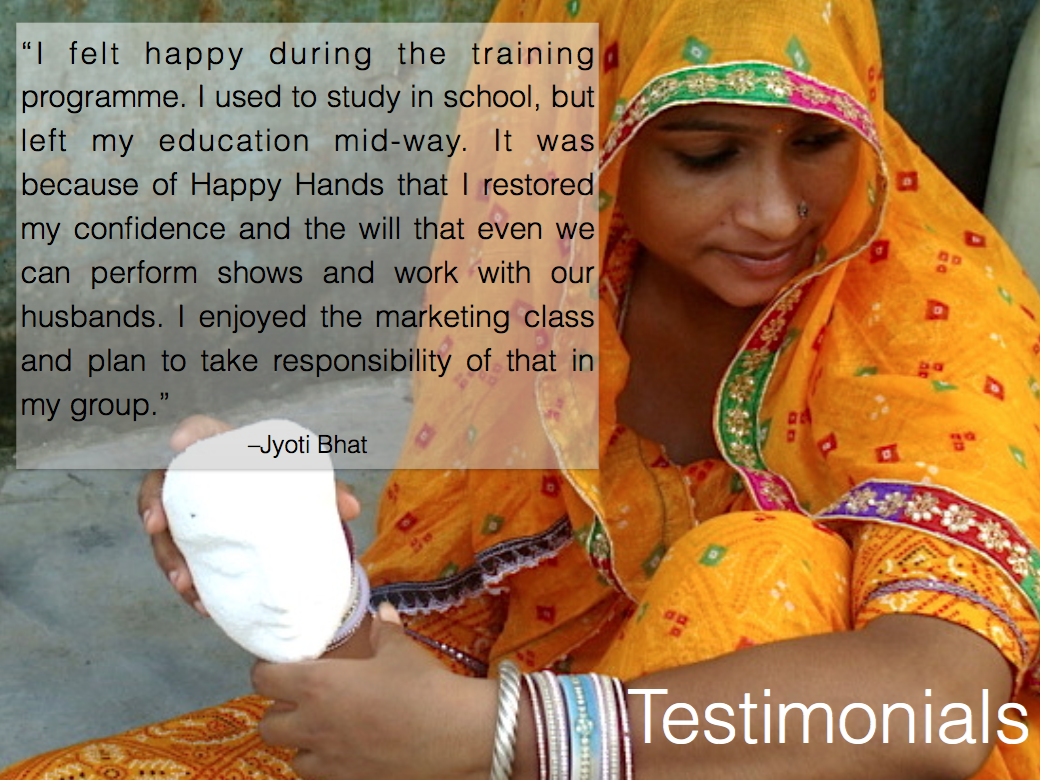 “I felt happy during the training
programme. I used to study in school, but
left my education mid-way. It was
because of Happy Hands that I restored
my confidence and the will that even we
can perform shows and work with our
husbands. I enjoyed the marketing class
and plan to take responsibility of that in
my group.”
–Jyoti Bhat
Testimonials